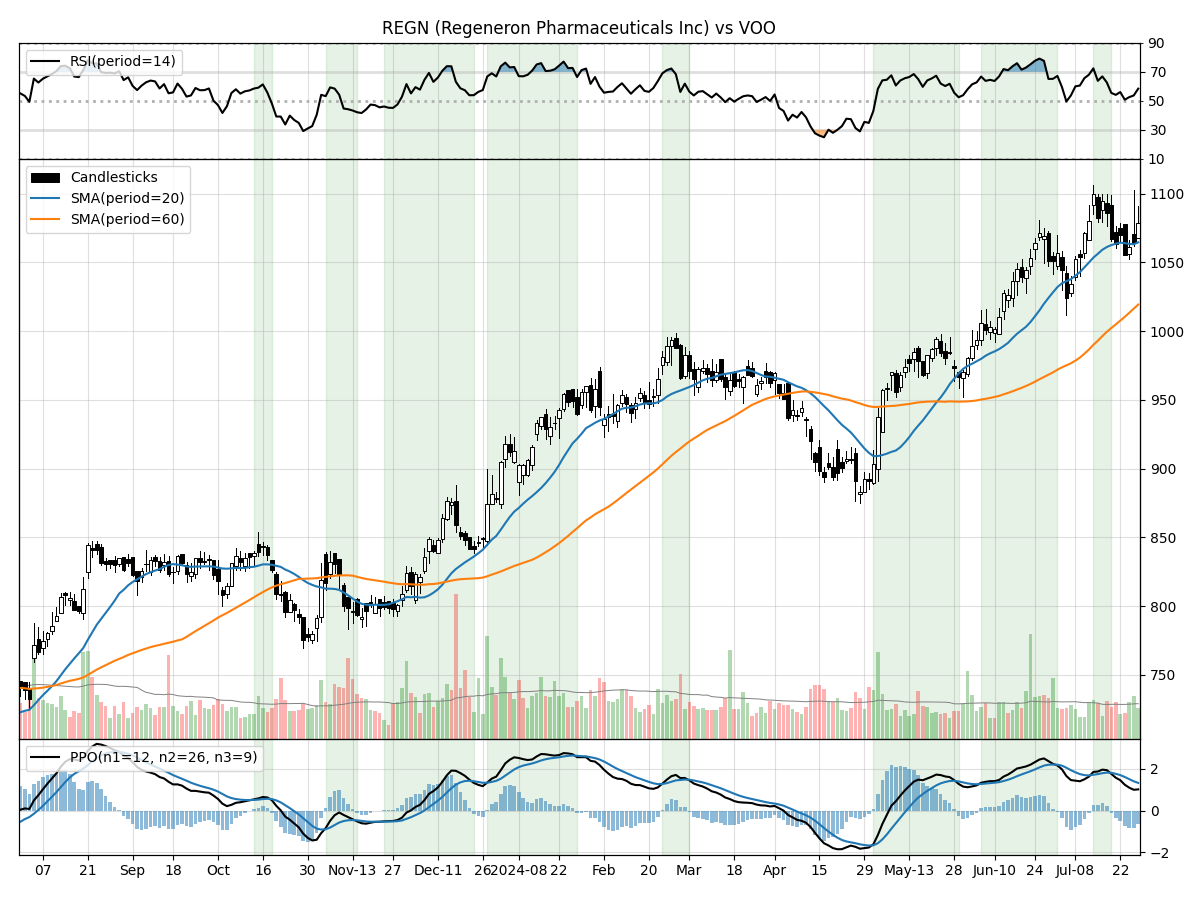 REGN (Regeneron Pharmaceuticals Inc) vs VOO
RSI(period=14)
90
70
50
30
10
Candlesticks
SMA(period=20)
SMA(period=60)
1100
1050
1000
950
900
850
800
750
PPO(n1=12, n2=26, n3=9)
2
0
−2
07 21 Sep 18 Oct 16 30 Nov-13 27 Dec-11 26 2024-08 22 Feb 20 Mar 18 Apr 15 29 May-13 28 Jun-10 24 Jul-08 22